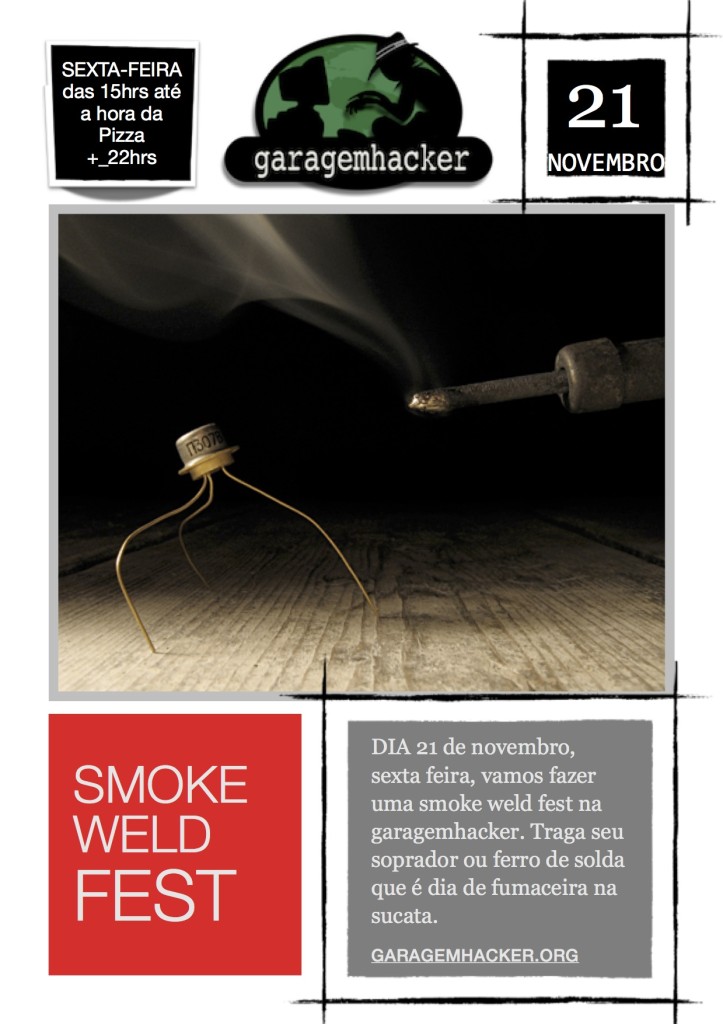 SEXTA-FEIRA
das 15hrs até
a hora da
Pizza
+_22hrs
garagemhacker
21
NOVEMBRO
П307В
SMOKE
WELD
FEST
DIA 21 de novembro,
sexta feira, vamos fazer
uma smoke weld fest na
garagemhacker. Traga seu
soprador ou ferro de solda
que é dia de fumaceira na
sucata.
GARAGEMHACKER.ORG